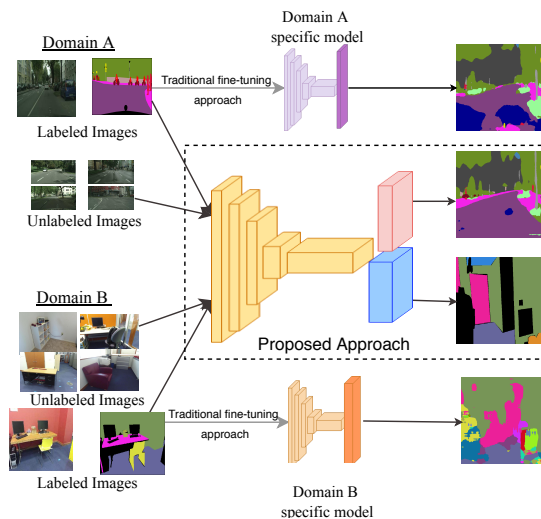 Domain A
Labeled Images
Unlabeled Images
Traditional fine-tuning
approach
Domain A
specific model
Proposed Approach
Domain B
Unlabeled Images
Labeled Images
Traditional fine-tuning
approach
Domain B
specific model